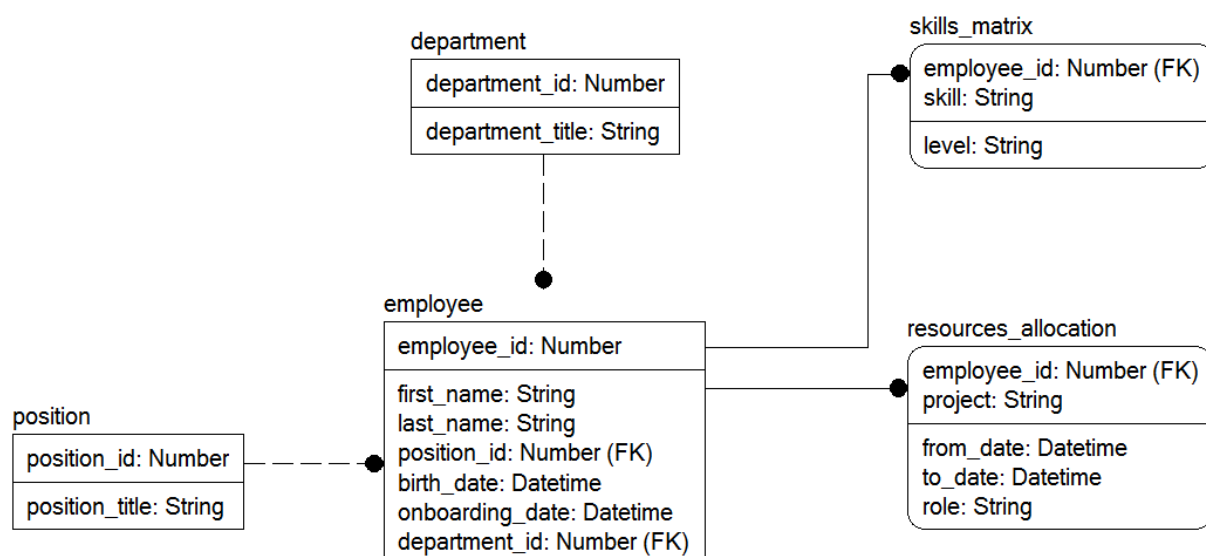 department
department_id: Number
department_title: String
skills_matrix
employee_id: Number (FK)
skill: String
level: String
employee
employee_id: Number
first_name: String
last_name: String
position_id: Number (FK)
birth_date: Datetime
onboarding_date: Datetime
department_id: Number (FK)
resources_allocation
employee_id: Number (FK)
project: String
from_date: Datetime
to_date: Datetime
role: String
position
position_id: Number
position_title: String